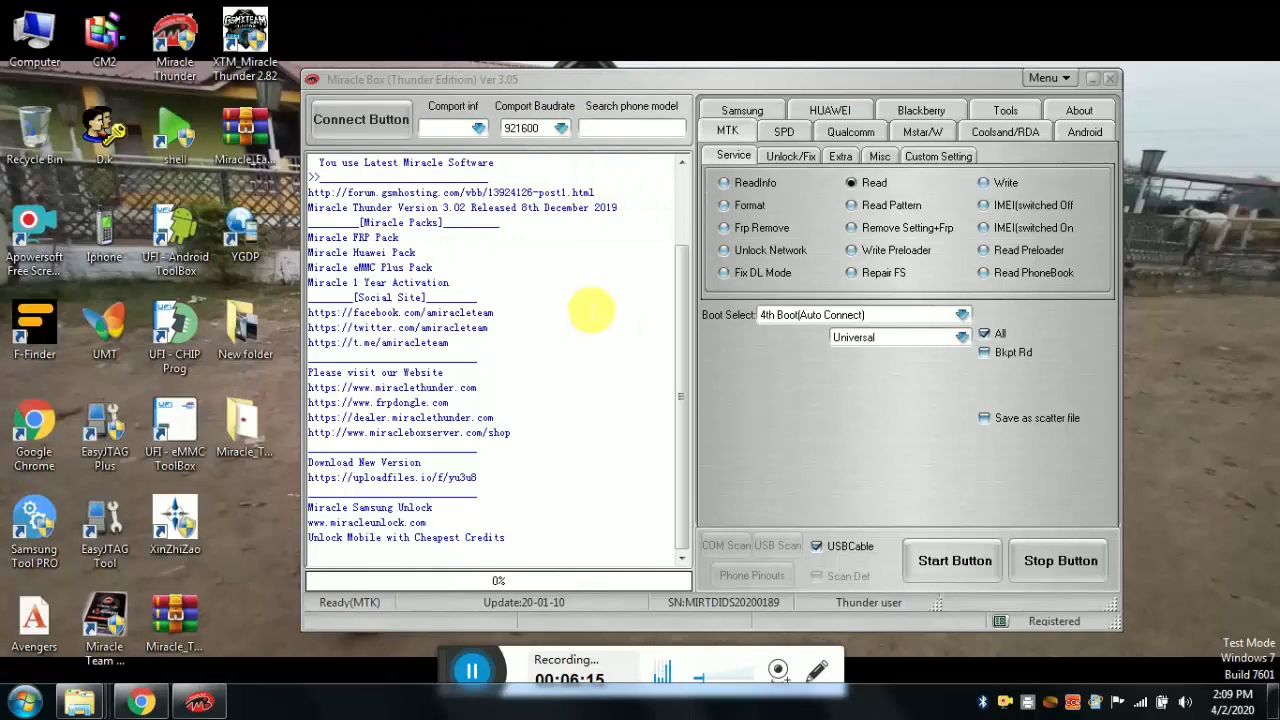 Computer
GM2
Miracle Thunder
XTM_Miracle Thunder 2.82
Recycle Bin
D.k
shell
Miracle_Ea...
Apowersoft Free Scre...
Iphone
UFI - Android ToolBox
YGDP
F-Finder
UMT
UFI - CHIP Prog
New folder
Google Chrome
EasyJTAG Plus
UFI - eMMC ToolBox
Miracle_T...
Samsung Tool PRO
EasyJTAG Tool
XinZhiZao
Avengers
Miracle Team ...
Miracle_T...
Miracle Box (Thunder Editioin) Ver 3.05
Menu
Connect Button
Comport inf
Comport Baudrate
Search phone model
921600
You use Latest Miracle Software
>>
http://forum.gsmhosting.com/vbb/13924126-post1.html
Miracle Thunder Version 3.02 Released 8th December 2019
________[Miracle Packs]________
Miracle FRP Pack
Miracle Huawei Pack
Miracle eMMC Plus Pack
Miracle 1 Year Activation
________[Social Site]________
https://facebook.com/amiracleteam
https://twitter.com/amiracleteam
https://t.me/amiracleteam
Please visit our Website
https://www.miraclethunder.com
https://www.frpdongle.com
https://dealer.miraclethunder.com
http://www.miracleboxserver.com/shop
Download New Version
https://uploadfiles.io/f/yu3u8
Miracle Samsung Unlock
www.miracleunlock.com
Unlock Mobile with Cheapest Credits
0%
Samsung HUAWEI Blackberry Tools About
MTK SPD Qualcomm Mstar/W Coolsand/RDA Android
Service Unlock/Fix Extra Misc Custom Setting
ReadInfo Read Write
Format Read Pattern IMEI(switched Off
Frp Remove Remove Setting+Frp IMEI(switched On
Unlock Network Write Preloader Read Preloader
Fix DL Mode Repair FS Read PhoneBook
Boot Select: 4th Boot(Auto Connect)
Universal All
Bkpt Rd
Save as scatter file
COM Scan USB Scan USBCable
Phone Pinouts Scan Def
Start Button Stop Button
Ready(MTK) Update:20-01-10 SN:MIRTDIDS20200189 Thunder user
Registered
Recording...
00:06:15
Test Mode
Windows 7
Build 7601
2:09 PM
4/2/2020